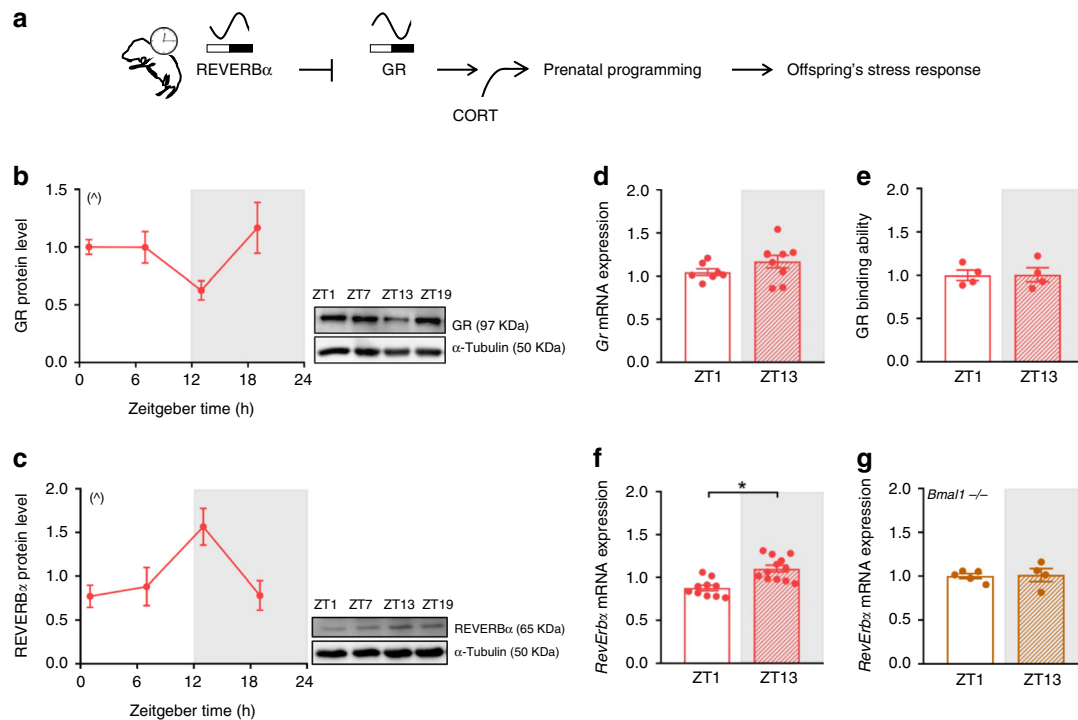 a
REVERBα
GR
Prenatal programming
Offspring's stress response
CORT
b
GR protein level
1.5
1.0
0.5
0.0
(^)
0 6 12 18 24
Zeitgeber time (h)
ZT1 ZT7 ZT13 ZT19
GR (97 KDa)
α-Tubulin (50 KDa)
d
Gr mRNA expression
2.0
1.5
1.0
0.5
0.0
ZT1 ZT13
e
GR binding ability
2.0
1.5
1.0
0.5
0.0
ZT1 ZT13
c
REVERBα protein level
2.0
1.5
1.0
0.5
0.0
(^)
0 6 12 18 24
Zeitgeber time (h)
ZT1 ZT7 ZT13 ZT19
REVERBα (65 KDa)
α-Tubulin (50 KDa)
f
RevErbα mRNA expression
2.0
1.5
1.0
0.5
0.0
*
ZT1 ZT13
g
RevErbα mRNA expression
2.0
1.5
1.0
0.5
0.0
Bmal1 –/–
ZT1 ZT13